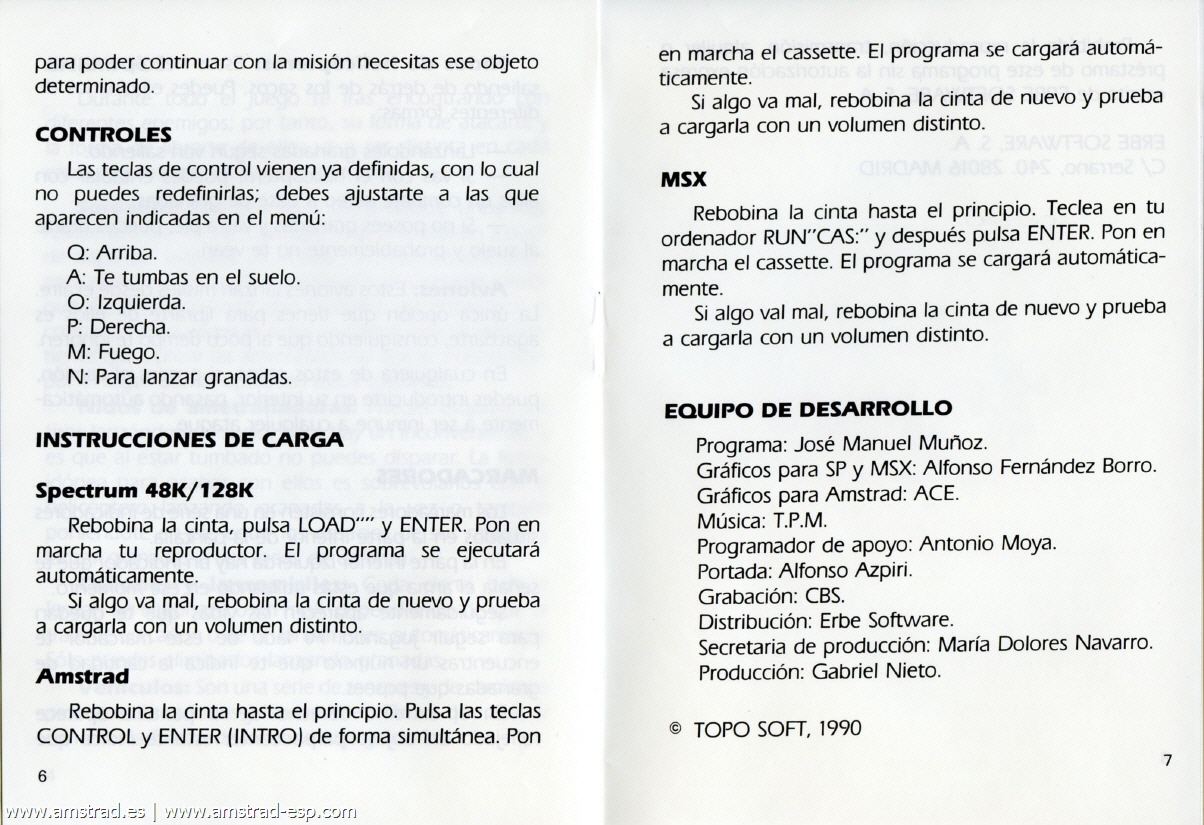 para poder continuar con la misión necesitas ese objeto
determinado.
CONTROLES
Las teclas de control vienen ya definidas, con lo cual
no puedes redefinirlas; debes ajustarte a las que
aparecen indicadas en el menú:
Q: Arriba.
A: Te tumbas en el suelo.
O: Izquierda.
P: Derecha.
M: Fuego.
N: Para lanzar granadas.
INSTRUCCIONES DE CARGA
Spectrum 48K/128K
Rebobina la cinta, pulsa LOAD"" y ENTER. Pon en
marcha tu reproductor. El programa se ejecutará
automáticamente.
Si algo va mal, rebobina la cinta de nuevo y prueba
a cargarla con un volumen distinto.
Amstrad
Rebobina la cinta hasta el principio. Pulsa las teclas
CONTROL y ENTER (INTRO) de forma simultánea. Pon
6
en marcha el cassette. El programa se cargará automá-
ticamente.
Si algo va mal, rebobina la cinta de nuevo y prueba
a cargarla con un volumen distinto.
MSX
Rebobina la cinta hasta el principio. Teclea en tu
ordenador RUN"CAS:" y después pulsa ENTER. Pon en
marcha el cassette. El programa se cargará automática-
mente.
Si algo val mal, rebobina la cinta de nuevo y prueba
a cargarla con un volumen distinto.
EQUIPO DE DESARROLLO
Programa: José Manuel Muñoz.
Gráficos para SP y MSX: Alfonso Fernández Borro.
Gráficos para Amstrad: ACE.
Música: T.P.M.
Programador de apoyo: Antonio Moya.
Portada: Alfonso Azpiri.
Grabación: CBS.
Distribución: Erbe Software.
Secretaria de producción: María Dolores Navarro.
Producción: Gabriel Nieto.
© TOPO SOFT, 1990
7
www.amstrad.es | www.amstrad-esp.com